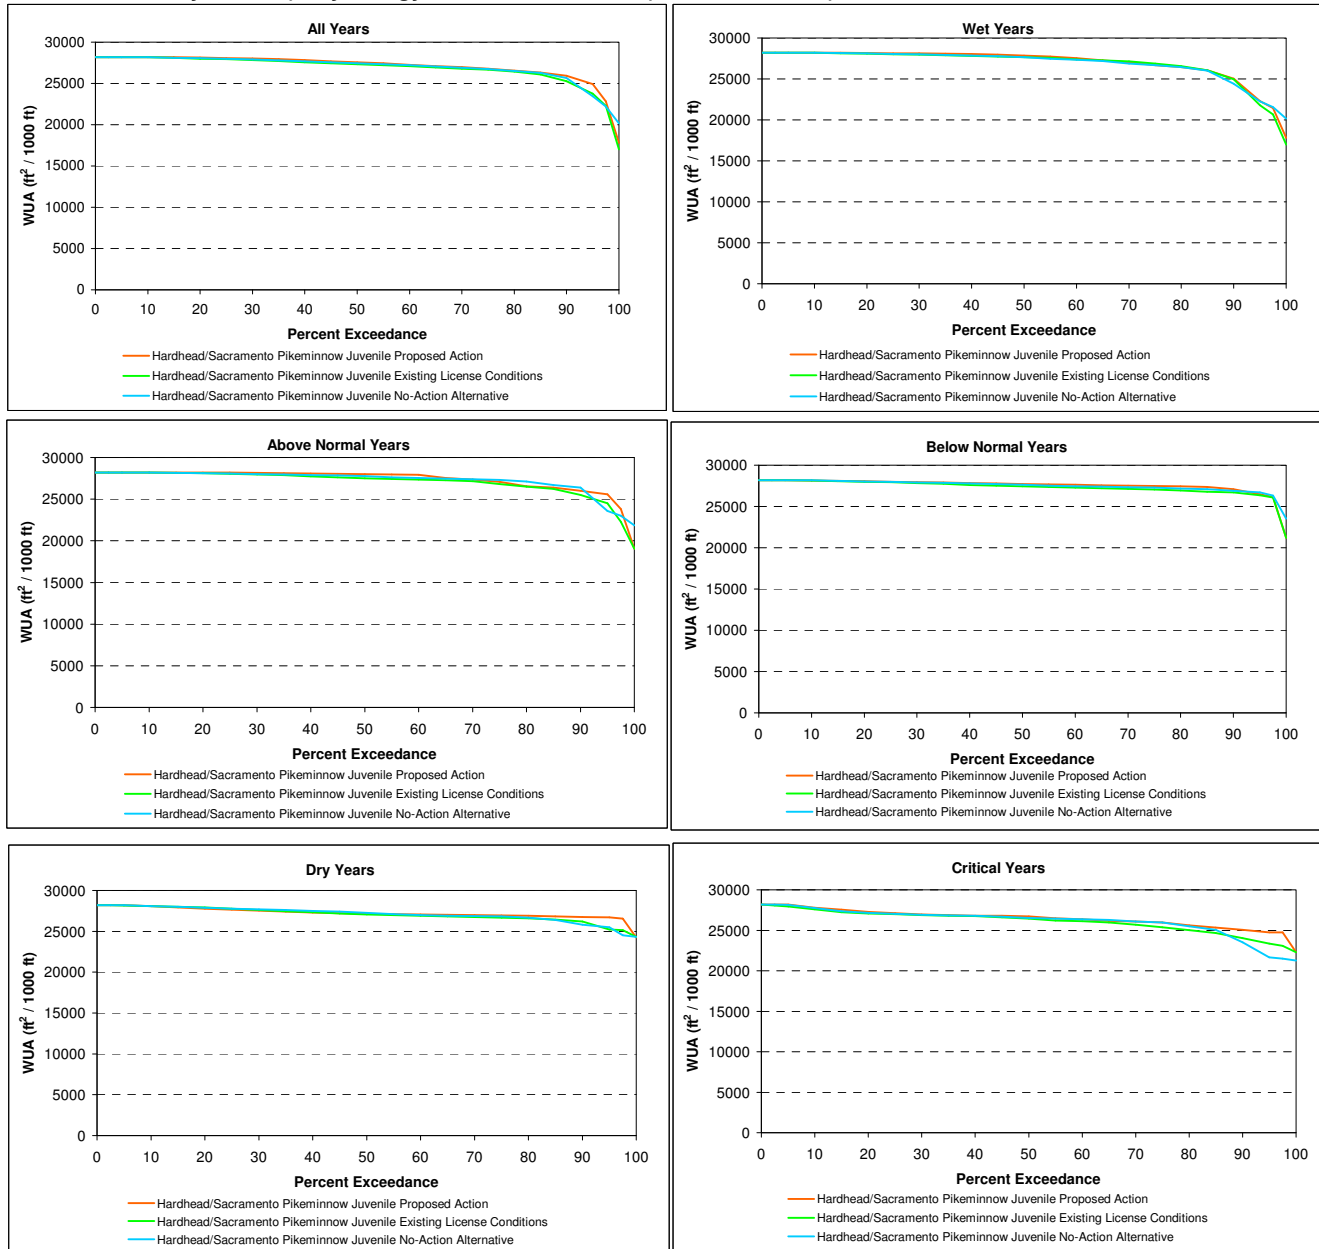 All Years
30000
25000
20000
15000
10000
5000
0
WUA (ft² / 1000 ft)
0 10 20 30 40 50 60 70 80 90 100
Percent Exceedance
Hardhead/Sacramento Pikeminnow Juvenile Proposed Action
Hardhead/Sacramento Pikeminnow Juvenile Existing License Conditions
Hardhead/Sacramento Pikeminnow Juvenile No-Action Alternative
Wet Years
30000
25000
20000
15000
10000
5000
0
WUA (ft² / 1000 ft)
0 10 20 30 40 50 60 70 80 90 100
Percent Exceedance
Hardhead/Sacramento Pikeminnow Juvenile Proposed Action
Hardhead/Sacramento Pikeminnow Juvenile Existing License Conditions
Hardhead/Sacramento Pikeminnow Juvenile No-Action Alternative
Above Normal Years
30000
25000
20000
15000
10000
5000
0
WUA (ft² / 1000 ft)
0 10 20 30 40 50 60 70 80 90 100
Percent Exceedance
Hardhead/Sacramento Pikeminnow Juvenile Proposed Action
Hardhead/Sacramento Pikeminnow Juvenile Existing License Conditions
Hardhead/Sacramento Pikeminnow Juvenile No-Action Alternative
Below Normal Years
30000
25000
20000
15000
10000
5000
0
WUA (ft² / 1000 ft)
0 10 20 30 40 50 60 70 80 90 100
Percent Exceedance
Hardhead/Sacramento Pikeminnow Juvenile Proposed Action
Hardhead/Sacramento Pikeminnow Juvenile Existing License Conditions
Hardhead/Sacramento Pikeminnow Juvenile No-Action Alternative
Dry Years
30000
25000
20000
15000
10000
5000
0
WUA (ft² / 1000 ft)
0 10 20 30 40 50 60 70 80 90 100
Percent Exceedance
Hardhead/Sacramento Pikeminnow Juvenile Proposed Action
Hardhead/Sacramento Pikeminnow Juvenile Existing License Conditions
Hardhead/Sacramento Pikeminnow Juvenile No-Action Alternative
Critical Years
30000
25000
20000
15000
10000
5000
0
WUA (ft² / 1000 ft)
0 10 20 30 40 50 60 70 80 90 100
Percent Exceedance
Hardhead/Sacramento Pikeminnow Juvenile Proposed Action
Hardhead/Sacramento Pikeminnow Juvenile Existing License Conditions
Hardhead/Sacramento Pikeminnow Juvenile No-Action Alternative